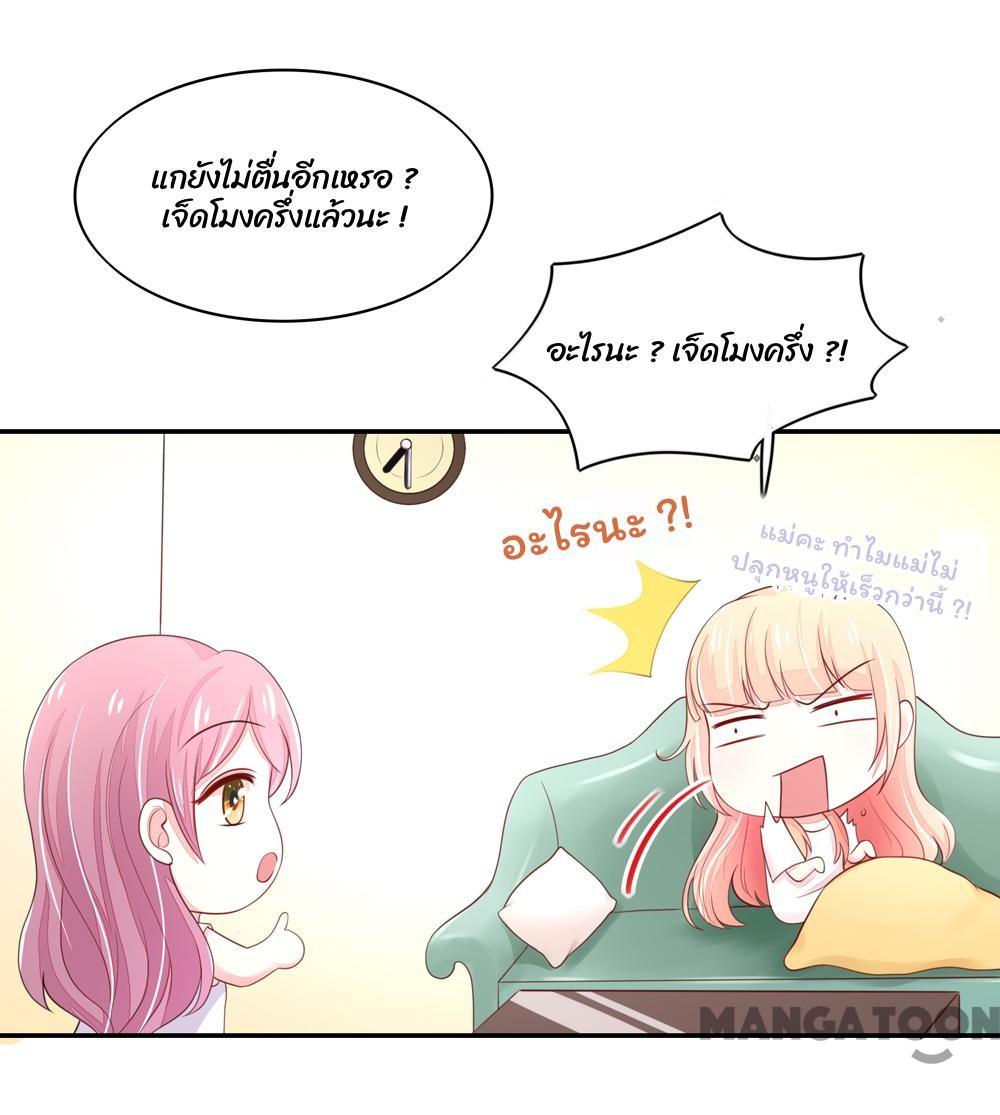 แกยังไม่ตื่นอีกเหรอ ?
เจ็ดโมงครึ่งแล้วนะ !
อะไรนะ ? เจ็ดโมงครึ่ง ?!
อะไรนะ ?!
แม่คะ ทำไมแม่ไม่
ปลุกหนูให้เร็วกว่านี้ ?!
MANGATOON